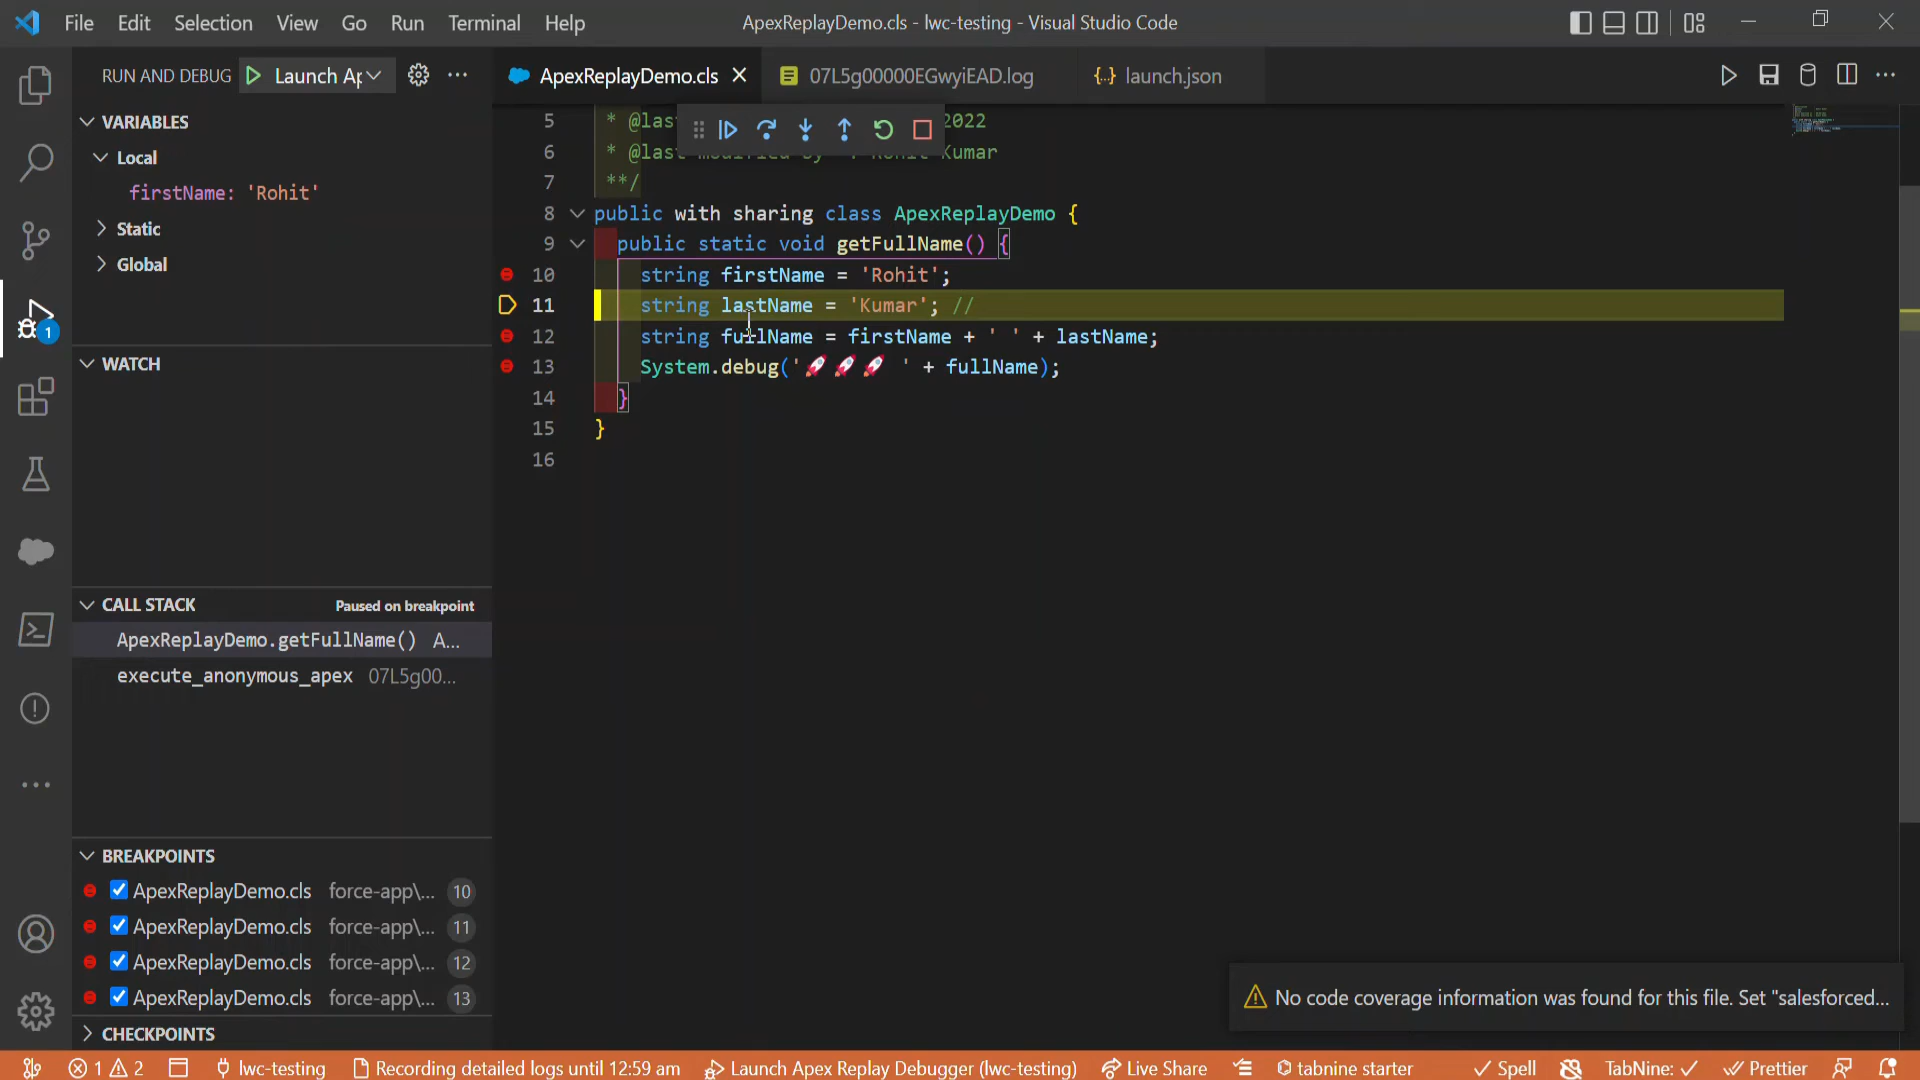 File Edit Selection View Go Run Terminal Help ApexReplayDemo.cls - lwc-testing - Visual Studio Code
RUN AND DEBUG Launch Ap ApexReplayDemo.cls 07L5g00000EGwyiEAD.log {..} launch.json
VARIABLES
Local
firstName: 'Rohit'
Static
Global
WATCH
CALL STACK Paused on breakpoint
ApexReplayDemo.getFullName() A...
execute_anonymous_apex 07L5g00...
BREAKPOINTS
ApexReplayDemo.cls force-app\... 10
ApexReplayDemo.cls force-app\... 11
ApexReplayDemo.cls force-app\... 12
ApexReplayDemo.cls force-app\... 13
CHECKPOINTS
5 * @las 2022
6 * @last Kumar
7 **/
8 public with sharing class ApexReplayDemo {
9 public static void getFullName() {
10 string firstName = 'Rohit';
11 string lastName = 'Kumar'; //
12 string fullName = firstName + ' ' + lastName;
13 System.debug('🚀🚀🚀 ' + fullName);
14 }
15 }
16
1
No code coverage information was found for this file. Set "salesforced...
1 2 lwc-testing Recording detailed logs until 12:59 am Launch Apex Replay Debugger (lwc-testing) Live Share tabnine starter Spell TabNine: Prettier